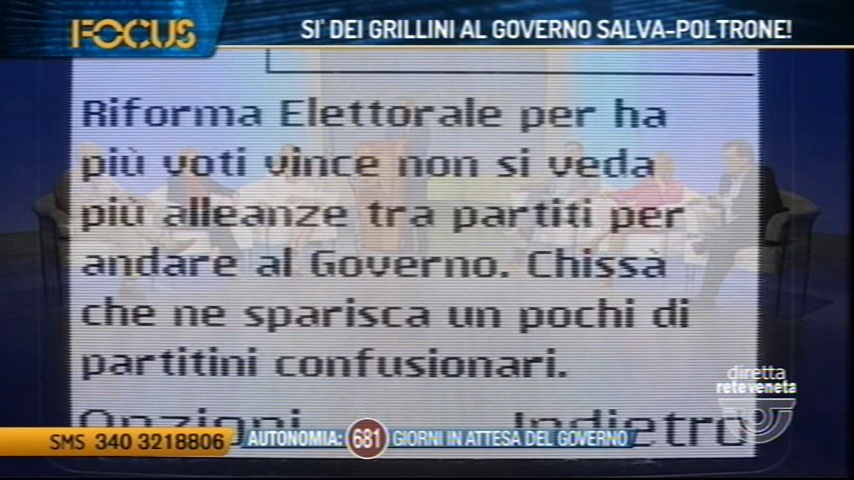 FOCUS
SI' DEI GRILLINI AL GOVERNO SALVA-POLTRONE!
Riforma Elettorale per ha
più voti vince non si veda
più alleanze tra partiti per
andare al Governo. Chissà
che ne sparisca un pochi di
partitini confusionari.
Opzioni Indietro
diretta
reteveneta
SMS 340 3218806 AUTONOMIA: 681 GIORNI IN ATTESA DEL GOVERNO